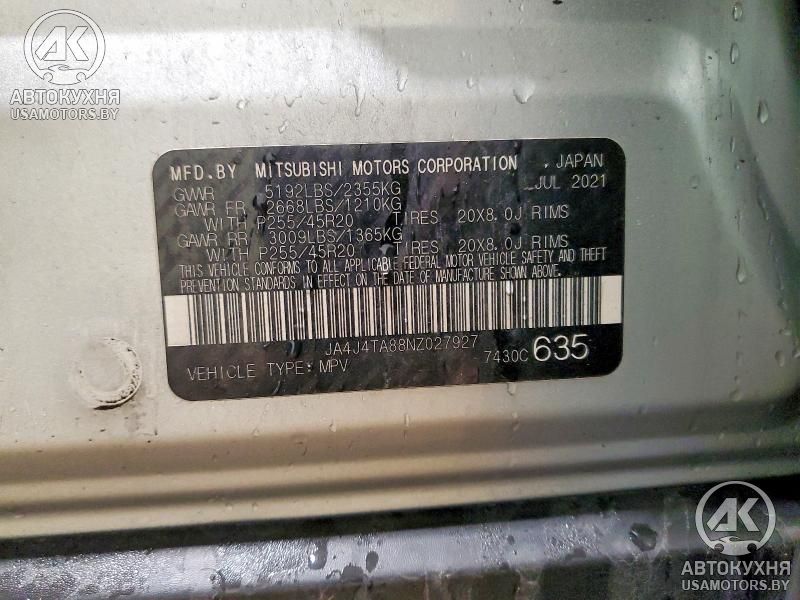 АК
АВТОКУХНЯ
USAMOTORS.BY
MFD.BY MITSUBISHI MOTORS CORPORATION JAPAN
GVWR 5192LBS/2355KG JUL 2021
GAWR FR 2668LBS/1210KG
WITH P255/45R20 TIRES 20X8.0J RIMS
GAWR RR 3009LBS/1365KG
WITH P255/45R20 TIRES 20X8.0J RIMS
THIS VEHICLE CONFORMS TO ALL APPLICABLE FEDERAL MOTOR VEHICLE SAFETY AND THEFT
PREVENTION STANDARDS IN EFFECT ON THE DATE OF MANUFACTURE SHOWN ABOVE.
JA4J4TA88NZ027927
VEHICLE TYPE: MPV 7430C 635
АК
АВТОКУХНЯ
USAMOTORS.BY